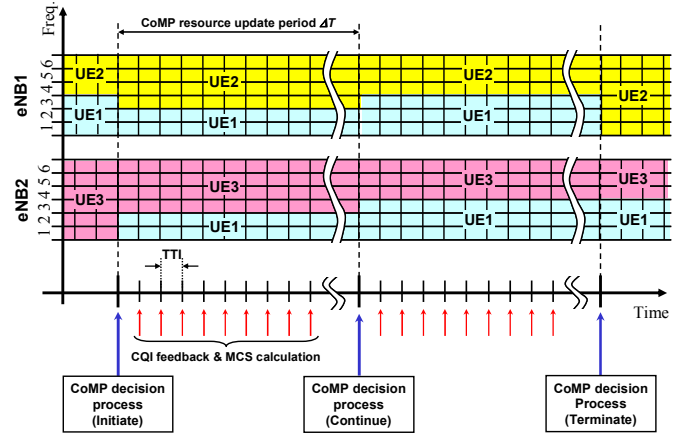 Freq.
CoMP resource update period ΔT
eNB1
1 2 3 4 5 6
UE2
UE2
UE2
UE2
UE1
UE1
UE1
eNB2
1 2 3 4 5 6
UE3
UE3
UE3
UE3
UE1
UE1
UE1
TTI
Time
CQI feedback & MCS calculation
CoMP decision
process
(Initiate)
CoMP decision
process
(Continue)
CoMP decision
Process
(Terminate)